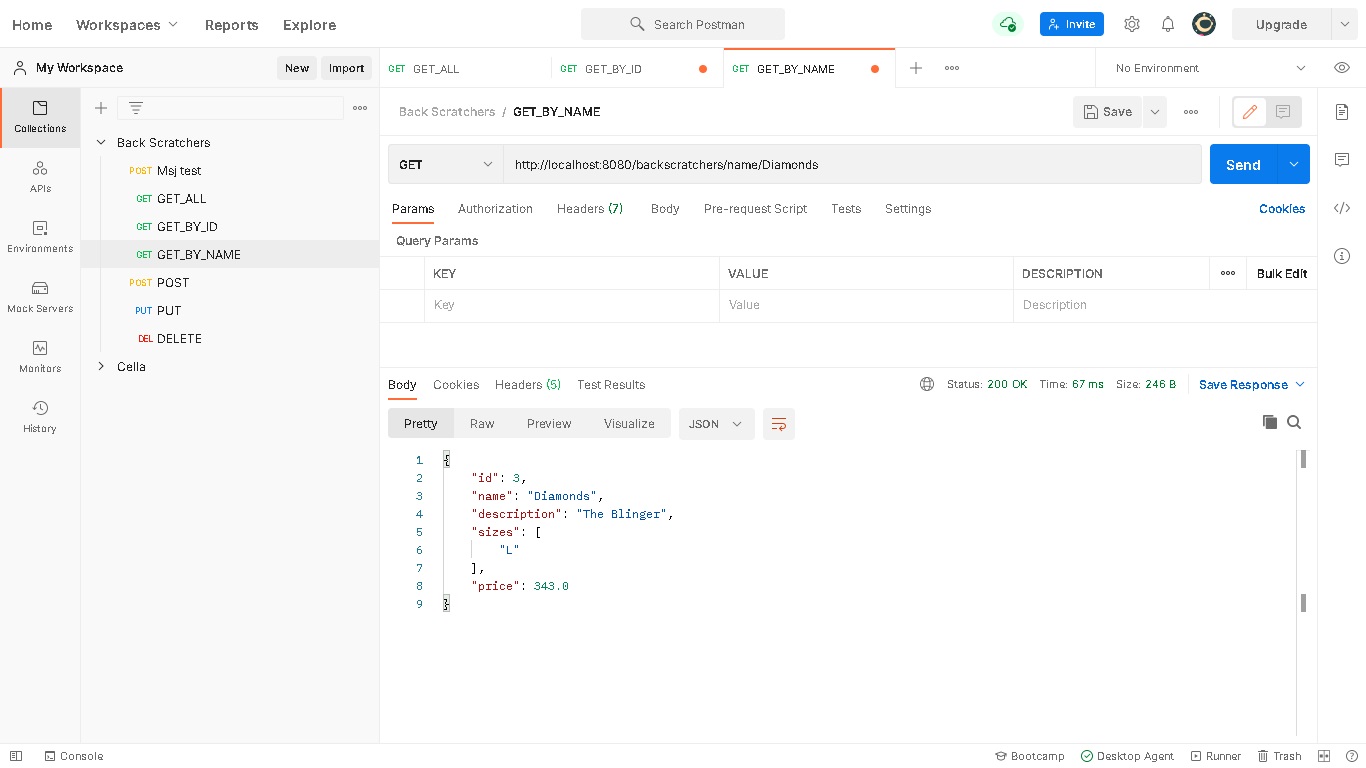 Home Workspaces Reports Explore Search Postman Invite Upgrade
My Workspace New Import GET GET_ALL GET GET_BY_ID GET GET_BY_NAME No Environment
Collections
APIs
Environments
Mock Servers
Monitors
History
Back Scratchers
POST Msj test
GET GET_ALL
GET GET_BY_ID
GET GET_BY_NAME
POST POST
PUT PUT
DEL DELETE
Cella
Back Scratchers / GET_BY_NAME Save
GET http://localhost:8080/backscratchers/name/Diamonds Send
Params Authorization Headers (7) Body Pre-request Script Tests Settings Cookies
Query Params
KEY VALUE DESCRIPTION Bulk Edit
Key Value Description
Body Cookies Headers (5) Test Results Status: 200 OK Time: 67 ms Size: 246 B Save Response
Pretty Raw Preview Visualize JSON
1 {
2 "id": 3,
3 "name": "Diamonds",
4 "description": "The Blinger",
5 "sizes": [
6 "L"
7 ],
8 "price": 343.0
9 }
Console Bootcamp Desktop Agent Runner Trash